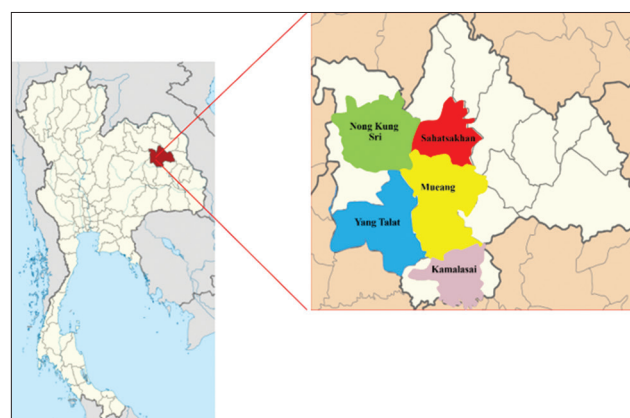 Nong Kung
Sri
Sahatsakhan
Mueang
Yang Talat
Kamalasai